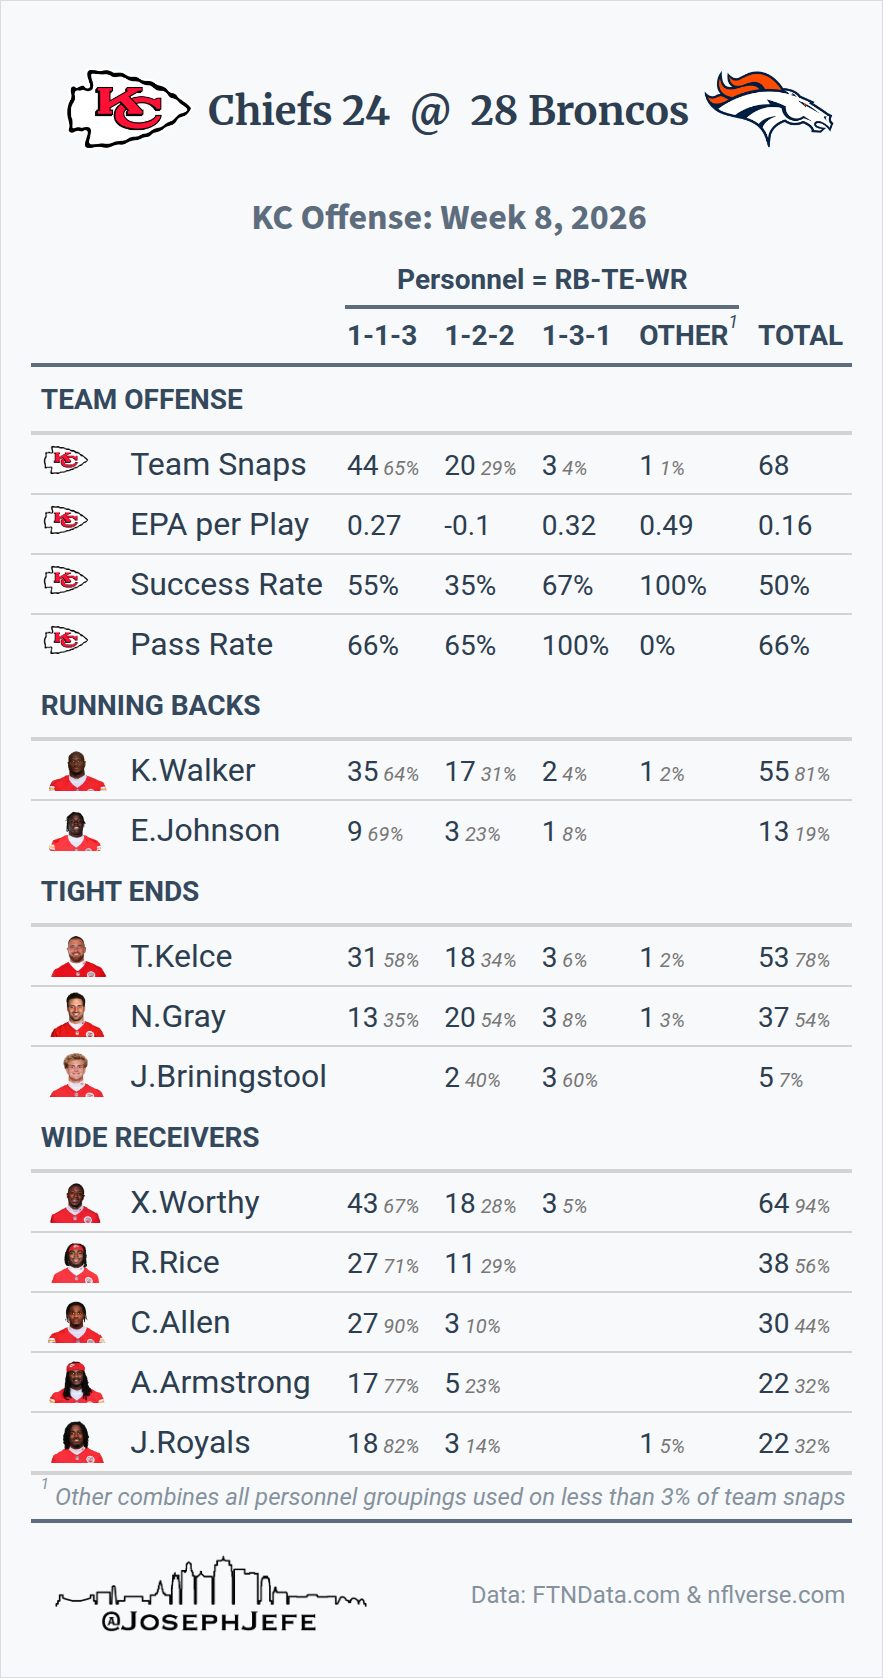 Chiefs 24 @ 28 Broncos
KC Offense: Week 8, 2026
Personnel = RB-TE-WR
1-1-3 1-2-2 1-3-1 OTHER1 TOTAL
TEAM OFFENSE
KC Team Snaps 44 65% 20 29% 3 4% 1 1% 68
KC EPA per Play 0.27 -0.1 0.32 0.49 0.16
KC Success Rate 55% 35% 67% 100% 50%
KC Pass Rate 66% 65% 100% 0% 66%
RUNNING BACKS
K.Walker 35 64% 17 31% 2 4% 1 2% 55 81%
E.Johnson 9 69% 3 23% 1 8% 13 19%
TIGHT ENDS
T.Kelce 31 58% 18 34% 3 6% 1 2% 53 78%
N.Gray 13 35% 20 54% 3 8% 1 3% 37 54%
J.Briningstool 2 40% 3 60% 5 7%
WIDE RECEIVERS
X.Worthy 43 67% 18 28% 3 5% 64 94%
R.Rice 27 71% 11 29% 38 56%
C.Allen 27 90% 3 10% 30 44%
A.Armstrong 17 77% 5 23% 22 32%
J.Royals 18 82% 3 14% 1 5% 22 32%
1 Other combines all personnel groupings used on less than 3% of team snaps
@JosephJefe
Data: FTNData.com & nflverse.com